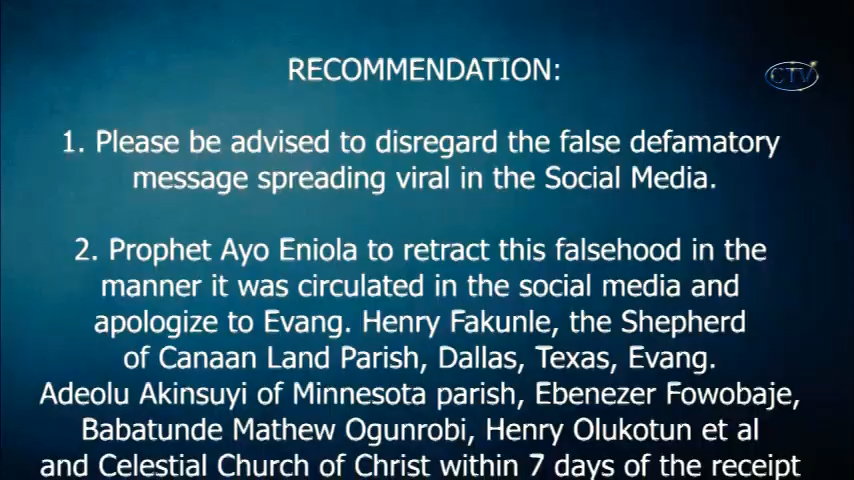 RECOMMENDATION:
CTV
1. Please be advised to disregard the false defamatory
message spreading viral in the Social Media.
2. Prophet Ayo Eniola to retract this falsehood in the
manner it was circulated in the social media and
apologize to Evang. Henry Fakunle, the Shepherd
of Canaan Land Parish, Dallas, Texas, Evang.
Adeolu Akinsuyi of Minnesota parish, Ebenezer Fowobaje,
Babatunde Mathew Ogunrobi, Henry Olukotun et al
and Celestial Church of Christ within 7 days of the receipt